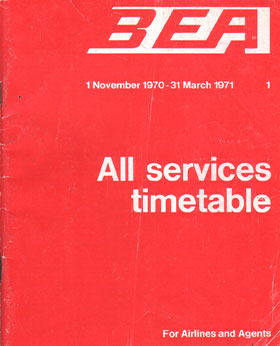 BEA
1 November 1970-31 March 1971 1
All services
timetable
For Airlines and Agents